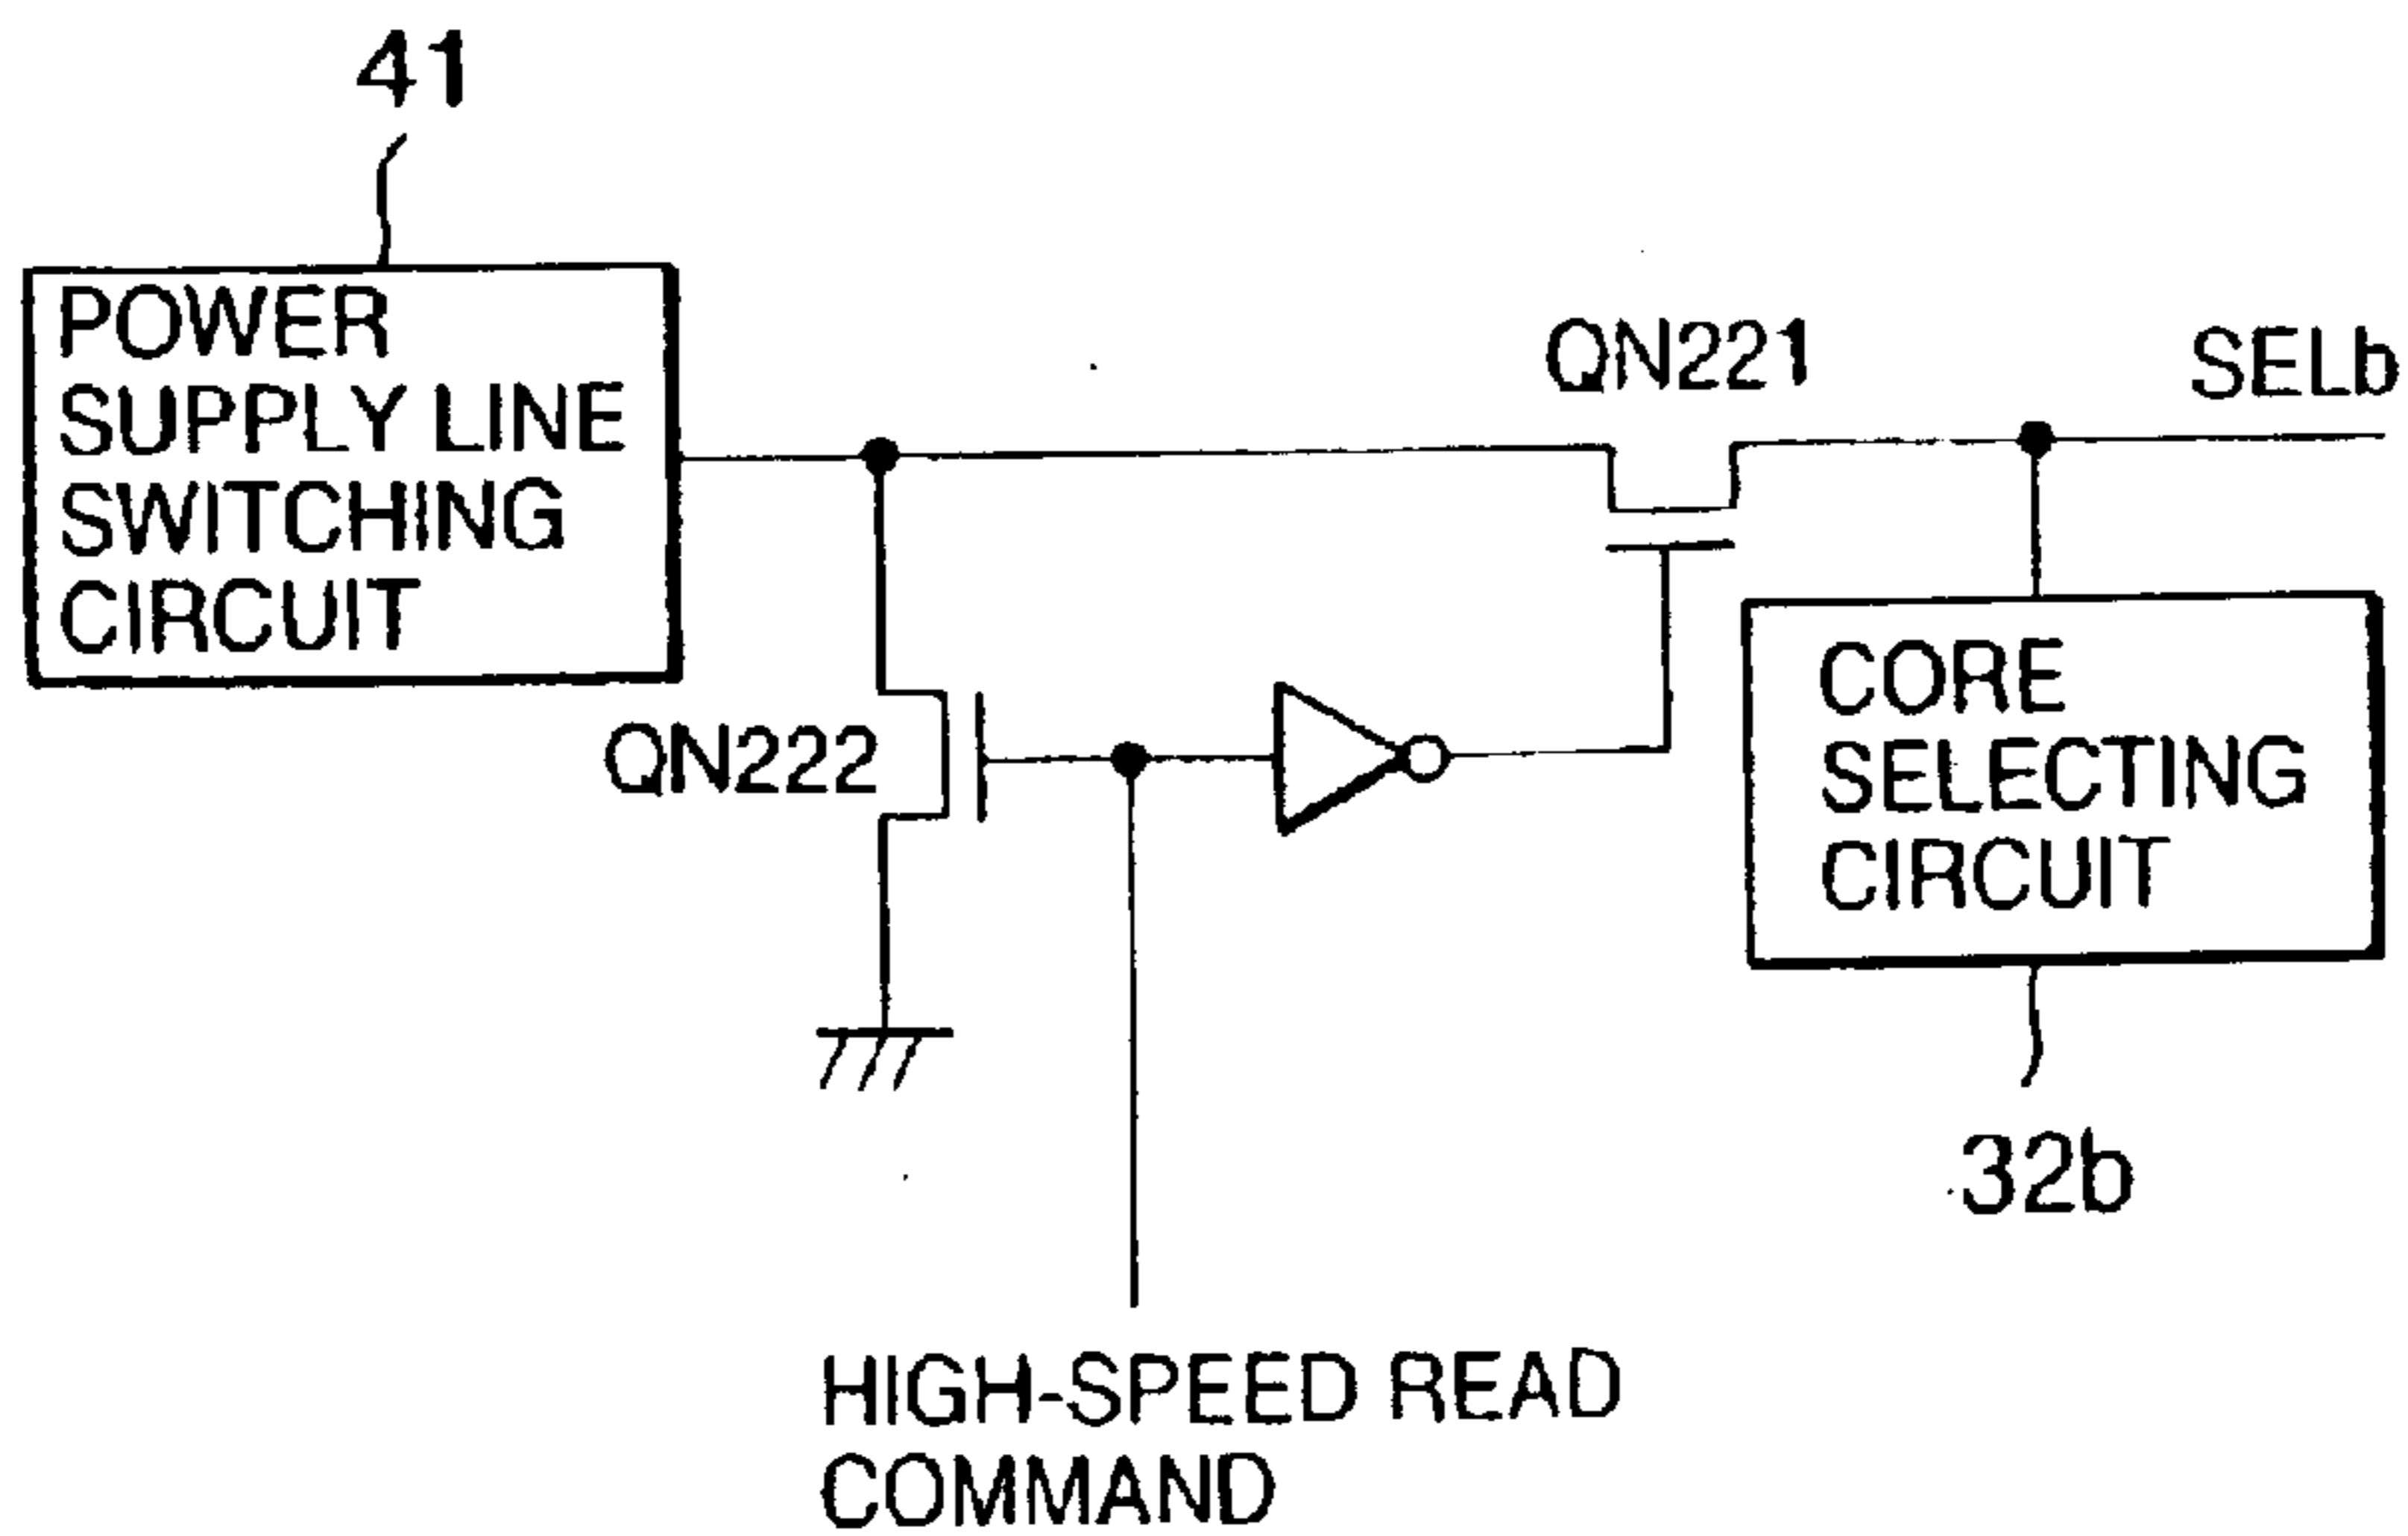 41
POWER
SUPPLY LINE
SWITCHING
CIRCUIT
QN221
SELb
QN222
CORE
SELECTING
CIRCUIT
32b
HIGH-SPEED READ
COMMAND